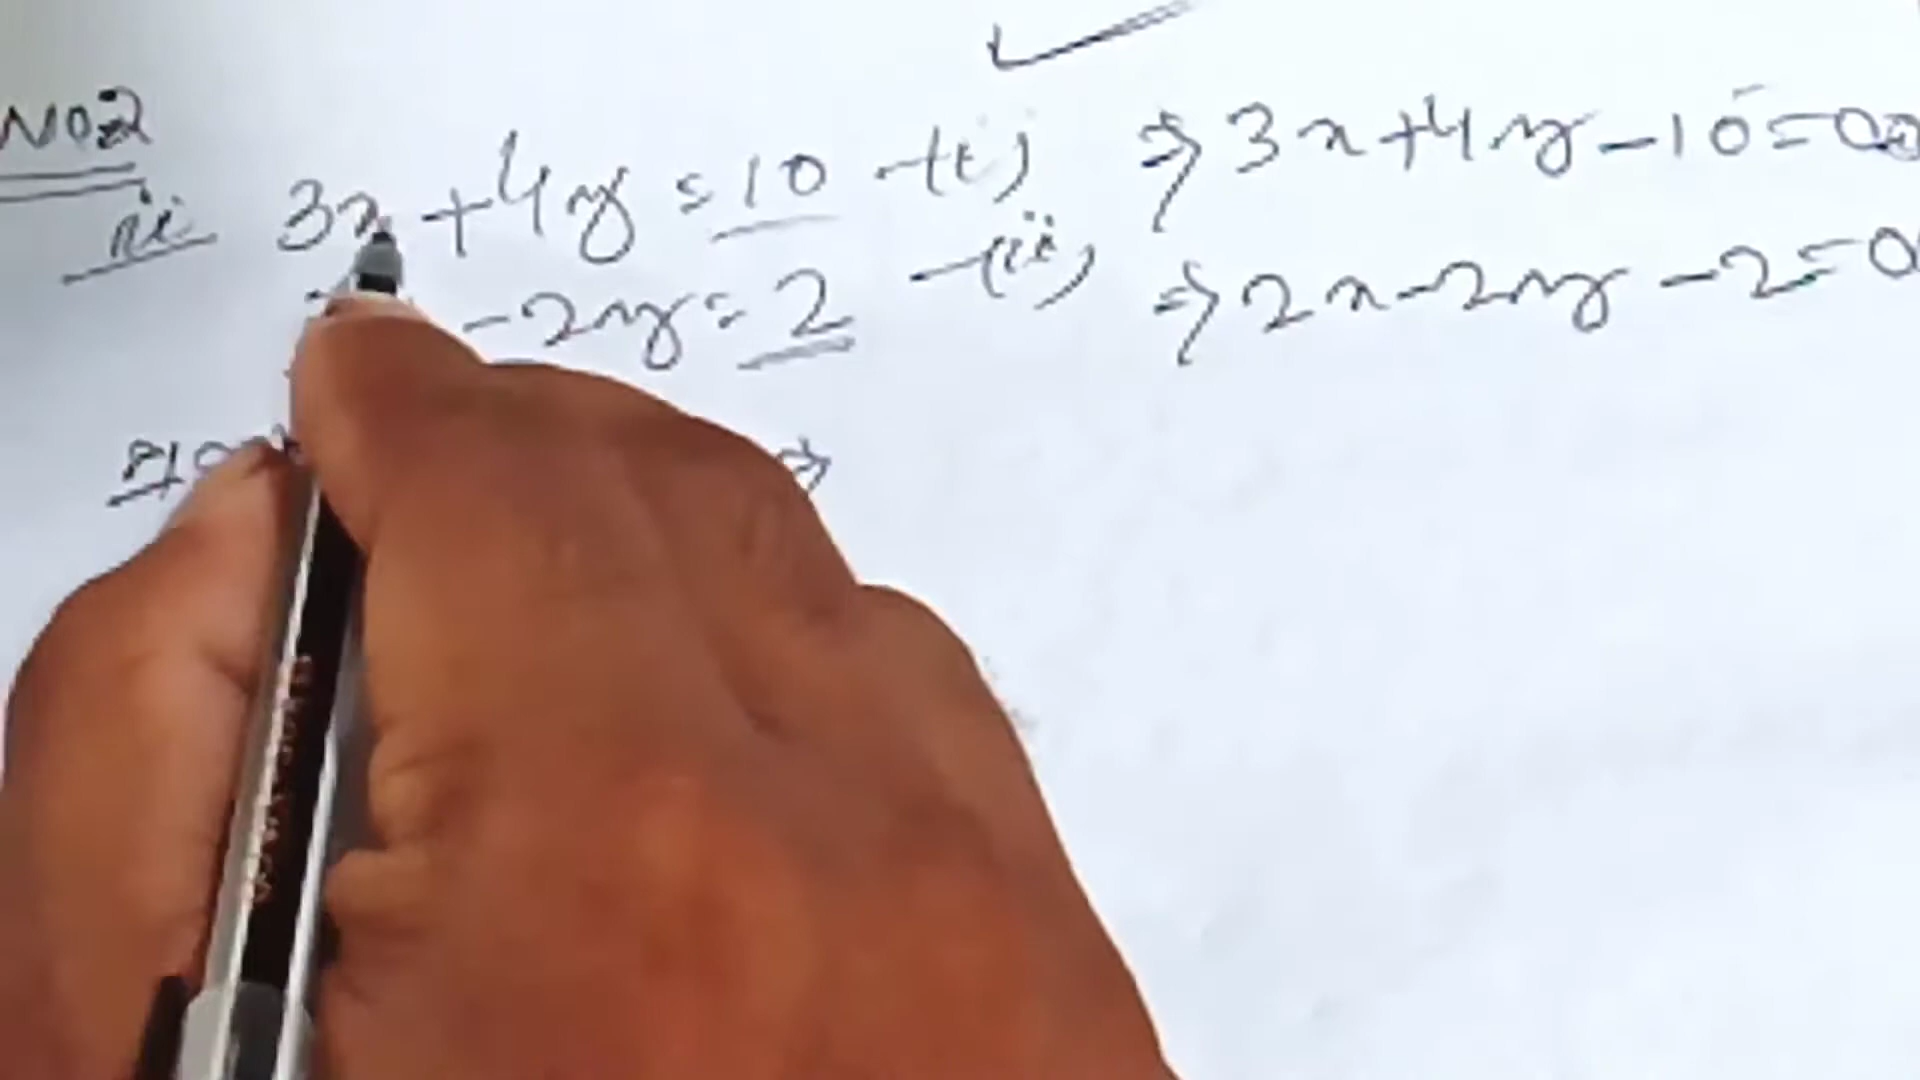 NO2
ii 3x+4y=10 -(i) ⇒3x+4y-10=0
-2y=2 -(ii) ⇒2x-2y-2=0
⇒